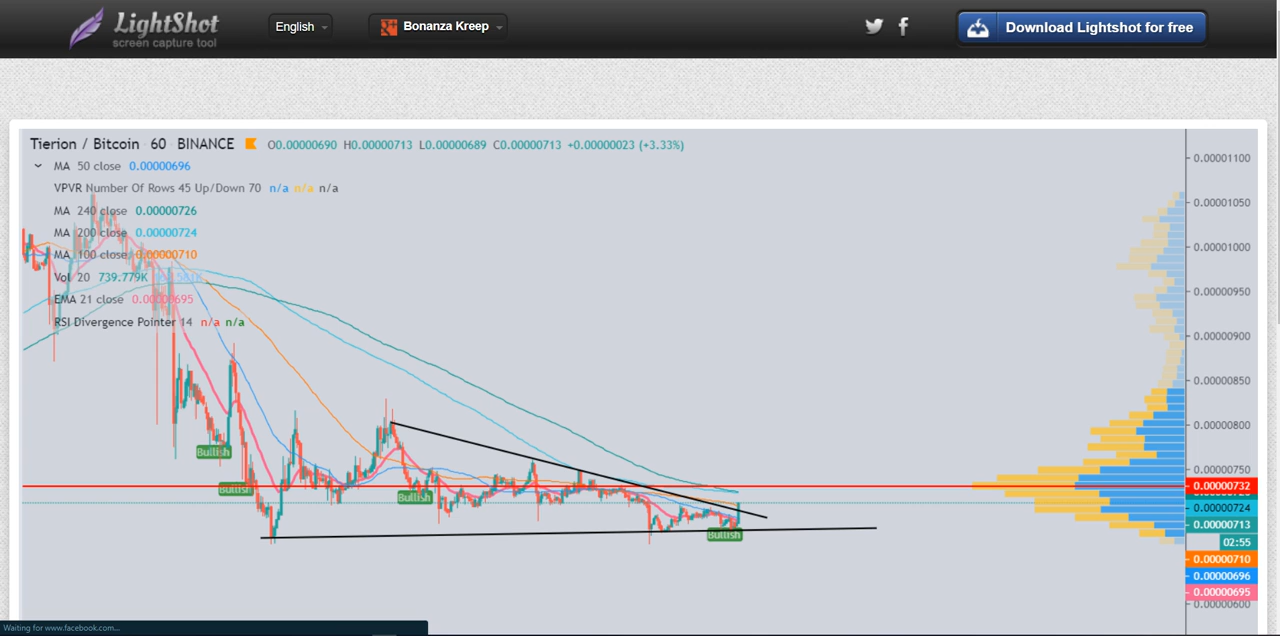 LightShot
screen capture tool
English
Bonanza Kreep
Download Lightshot for free
Tierion / Bitcoin 60 BINANCE O0.00000690 H0.00000713 L0.00000689 C0.00000713 +0.00000023 (+3.33%)
MA 50 close 0.00000696
VPVR Number Of Rows 45 Up/Down 70 n/a n/a n/a
MA 240 close 0.00000726
MA 200 close 0.00000724
MA 100 close 0.00000710
Vol 20 739.779K
EMA 21 close 0.00000695
RSI Divergence Pointer 14 n/a n/a
0.00001100
0.00001050
0.00001000
0.00000950
0.00000900
0.00000850
0.00000800
0.00000750
0.00000732
0.00000724
0.00000713
02:55
0.00000710
0.00000696
0.00000695
0.00000600
Bullish
Bullish
Bullish
Bullish
Waiting for www.facebook.com...